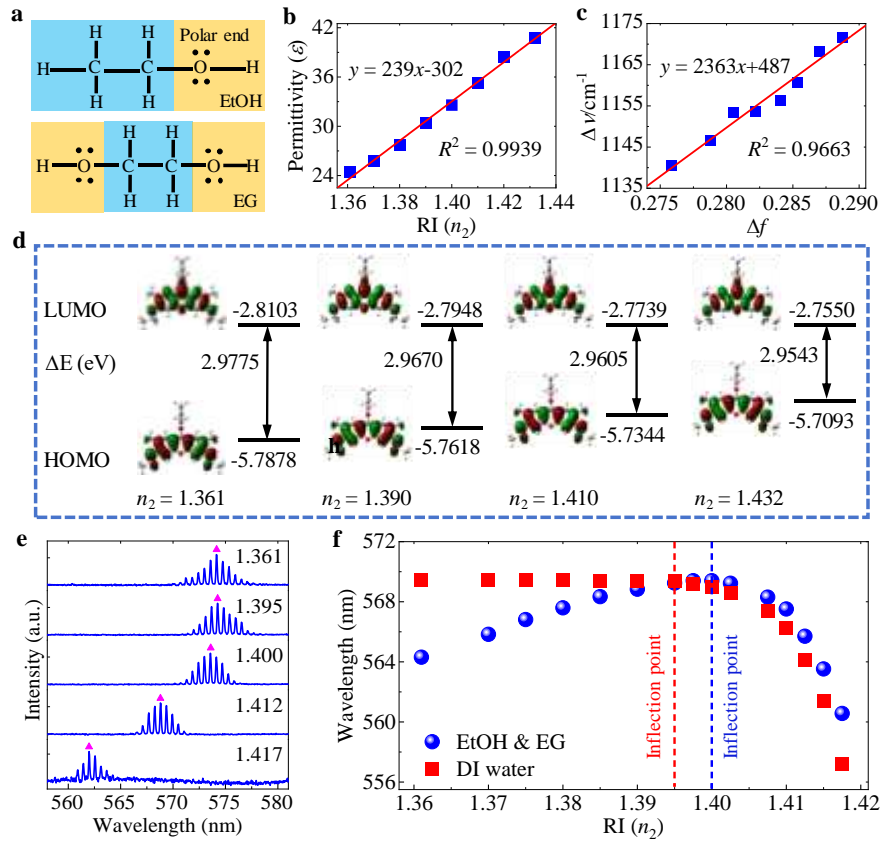 a
H H
Polar end
H C C O H
H H
EtOH
H H
H O C C O H
H H
EG
b
Permittivity (ε)
42
36
30
24
y = 239x-302
R² = 0.9939
1.36 1.38 1.40 1.42 1.44
RI (n₂)
c
Δ ν/cm⁻¹
1175
1167
1159
1151
1143
1135
y = 2363x+487
R² = 0.9663
0.275 0.280 0.285 0.290
Δf
d
LUMO
-2.8103 -2.7948 -2.7739 -2.7550
ΔE (eV)
2.9775 2.9670 2.9605 2.9543
HOMO
-5.7878 -5.7618 -5.7344 -5.7093
n₂ = 1.361 n₂ = 1.390 n₂ = 1.410 n₂ = 1.432
e
Intensity (a.u.)
1.361
1.395
1.400
1.412
1.417
560 565 570 575 580
Wavelength (nm)
f
Wavelength (nm)
572
568
564
560
556
Inflection point
Inflection point
EtOH & EG
DI water
1.36 1.37 1.38 1.39 1.40 1.41 1.42
RI (n₂)